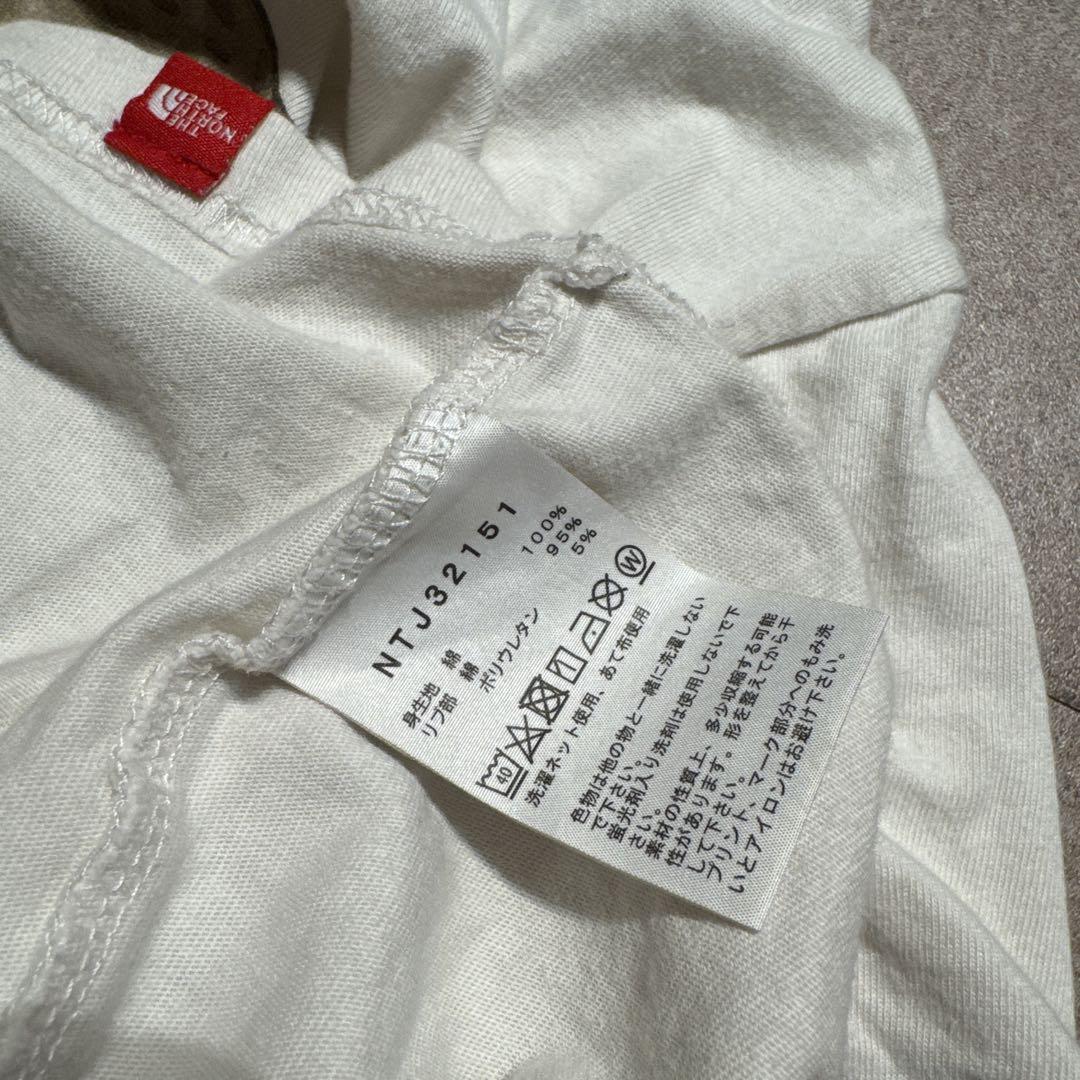 THE
NORTH
FACE
NTJ32151
身生地 綿 100%
リブ部 綿 95%
ポリウレタン 5%
40
W
洗濯ネット使用、あて布使用
色物は他の物と一緒に洗濯しない
で下さい。
蛍光剤入り洗剤は使用しないで下
さい。
素材の性質上、多少収縮する可能
性があります。形を整えてから干
して下さい。
プリント、マーク部分へのもみ洗
いとアイロンはお避け下さい。